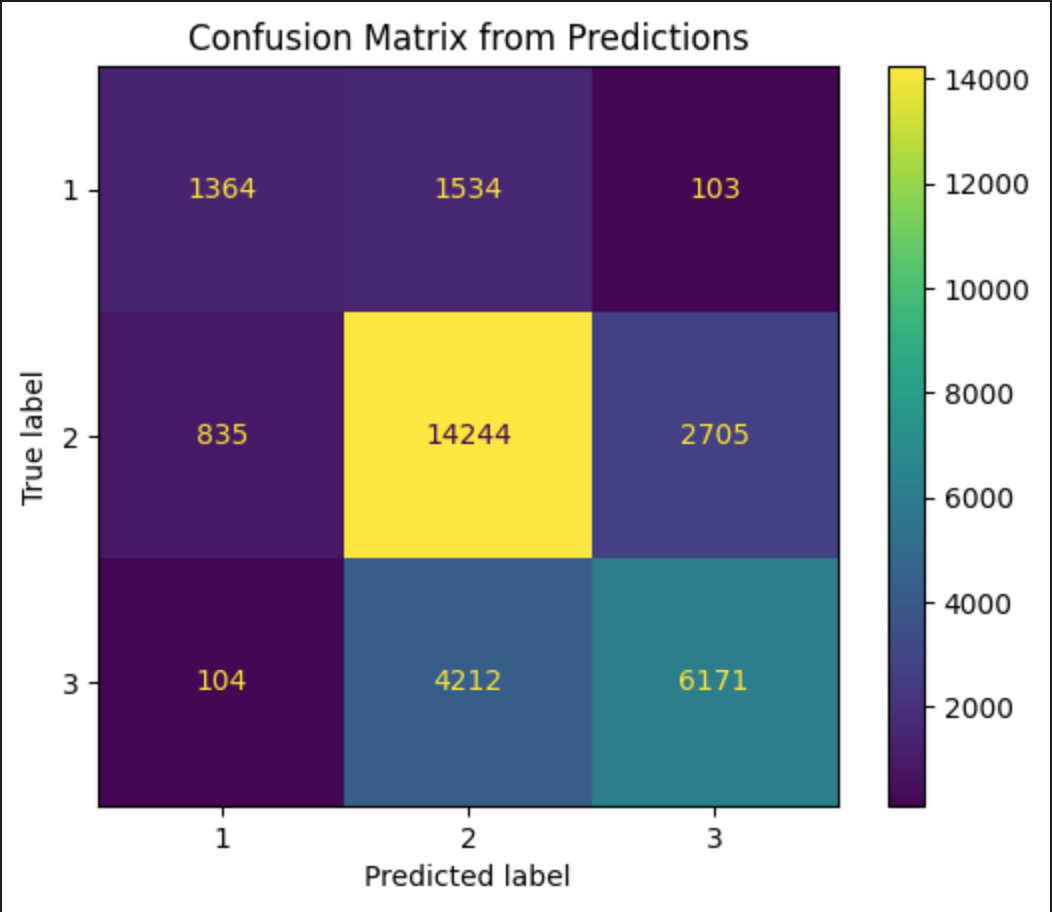 Confusion Matrix from Predictions
True label
1
1364 1534 103
2
835 14244 2705
3
104 4212 6171
1 2 3
Predicted label
14000
12000
10000
8000
6000
4000
2000